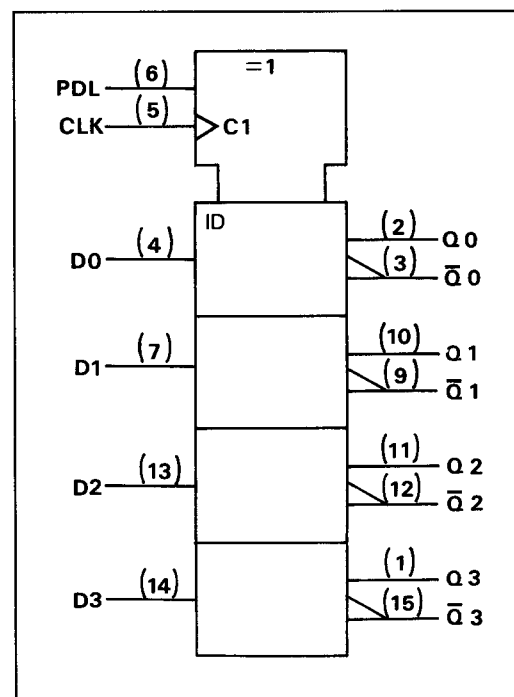 =1
PDL (6)
CLK (5) C1
ID
D0 (4) (2) Q0
(3) Q̅0
D1 (7) (10) Q1
(9) Q̅1
D2 (13) (11) Q2
(12) Q̅2
D3 (14) (1) Q3
(15) Q̅3